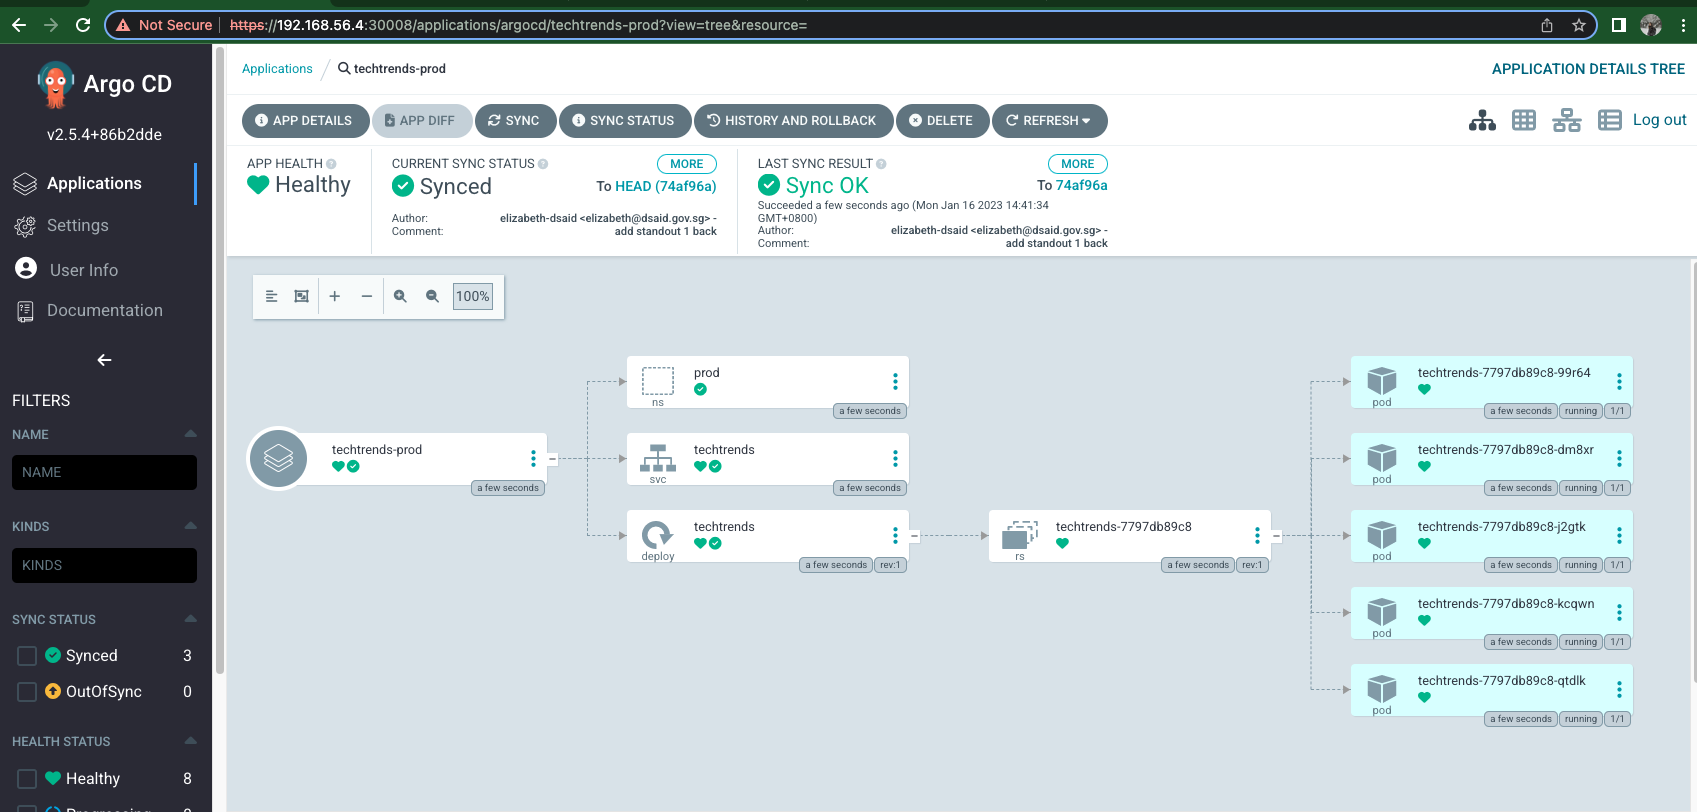 Not Secure
https://192.168.56.4:30008/applications/argocd/techtrends-prod?view=tree&resource=
Argo CD
v2.5.4+86b2dde
Applications
Settings
User Info
Documentation
FILTERS
NAME
NAME
KINDS
KINDS
SYNC STATUS
Synced 3
OutOfSync 0
HEALTH STATUS
Healthy 8
Applications
techtrends-prod
APPLICATION DETAILS TREE
APP DETAILS
APP DIFF
SYNC
SYNC STATUS
HISTORY AND ROLLBACK
DELETE
REFRESH
Log out
APP HEALTH
Healthy
CURRENT SYNC STATUS
MORE
Synced
To HEAD (74af96a)
Author: elizabeth-dsaid <elizabeth@dsaid.gov.sg> -
Comment: add standout 1 back
LAST SYNC RESULT
MORE
Sync OK
To 74af96a
Succeeded a few seconds ago (Mon Jan 16 2023 14:41:34
GMT+0800)
Author: elizabeth-dsaid <elizabeth@dsaid.gov.sg> -
Comment: add standout 1 back
100%
techtrends-prod
a few seconds
prod
ns
a few seconds
techtrends
svc
a few seconds
techtrends
deploy
a few seconds
rev:1
techtrends-7797db89c8
rs
a few seconds
rev:1
techtrends-7797db89c8-99r64
pod
a few seconds
running
1/1
techtrends-7797db89c8-dm8xr
pod
a few seconds
running
1/1
techtrends-7797db89c8-j2gtk
pod
a few seconds
running
1/1
techtrends-7797db89c8-kcqwn
pod
a few seconds
running
1/1
techtrends-7797db89c8-qtdlk
pod
a few seconds
running
1/1